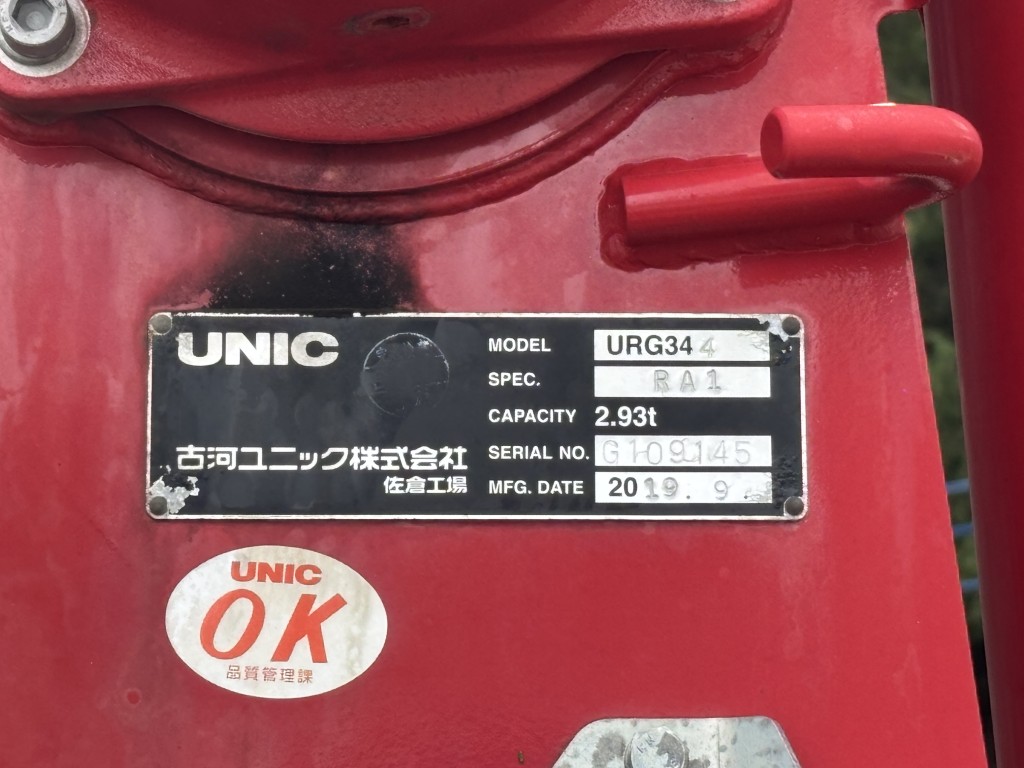 UNIC
MODEL URG344
SPEC. RA1
CAPACITY 2.93t
古河ユニック株式会社
SERIAL NO. G109145
佐倉工場
MFG. DATE 2019.9
UNIC
OK
品質管理課